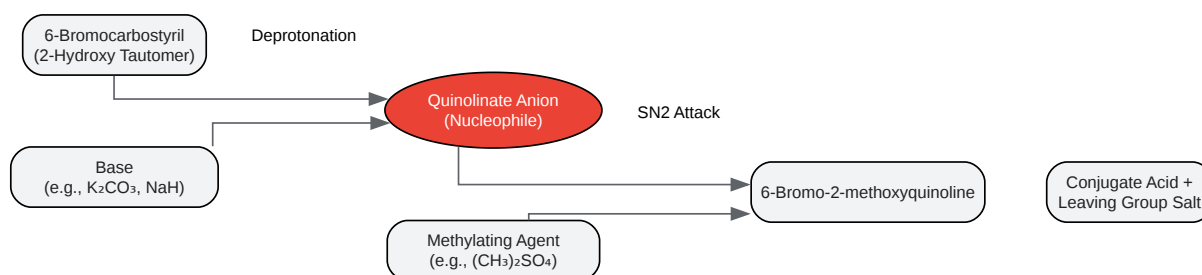 6-Bromocarbostyril
(2-Hydroxy Tautomer)
Deprotonation
Quinolinate Anion
(Nucleophile)
SN2 Attack
Base
(e.g., K₂CO₃, NaH)
6-Bromo-2-methoxyquinoline
Conjugate Acid +
Leaving Group Salt
Methylating Agent
(e.g., (CH₃)₂SO₄)